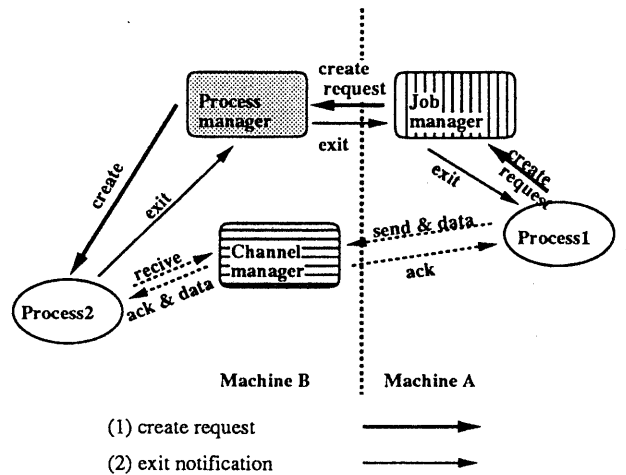 create
request
Process
manager
Job
manager
exit
create
request
exit
create
exit
send & data
Process1
Channel
manager
recive
ack
ack & data
Process2
Machine B
Machine A
(1) create request
(2) exit notification